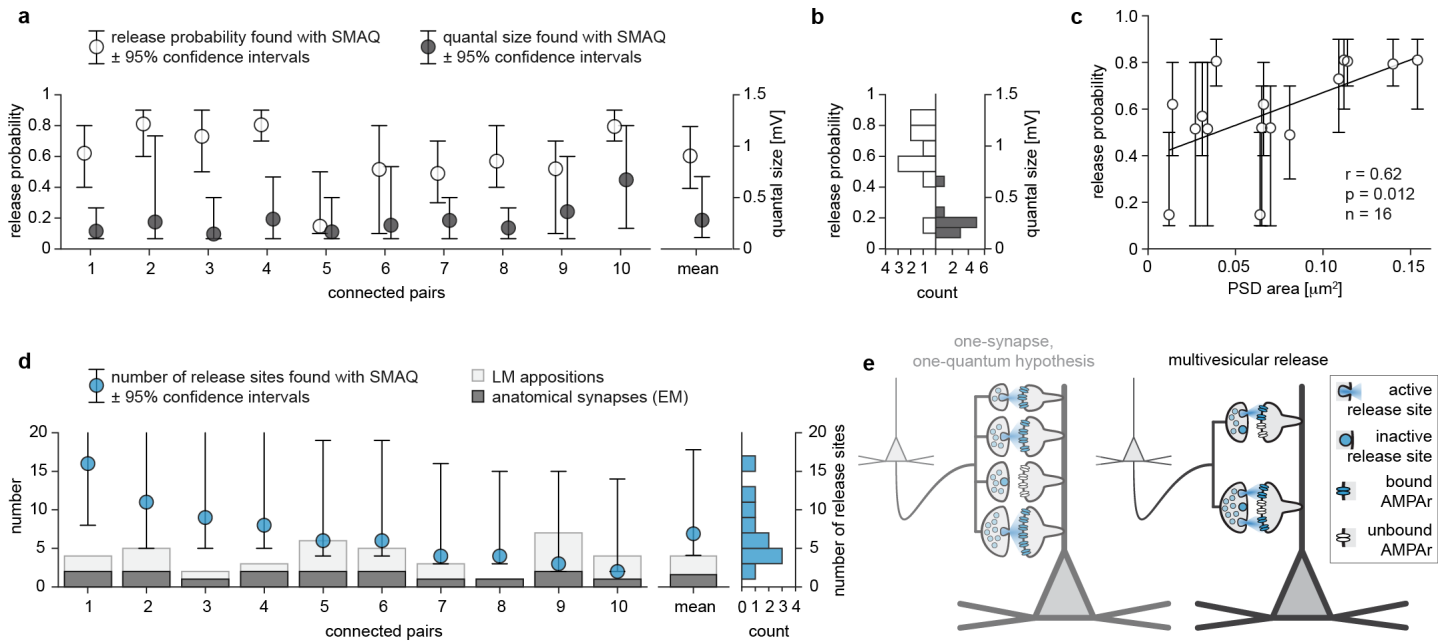 a
release probability found with SMAQ
± 95% confidence intervals
quantal size found with SMAQ
± 95% confidence intervals
release probability
1
0.8
0.6
0.4
0.2
0
1.5
1
0.5
0
quantal size [mV]
1 2 3 4 5 6 7 8 9 10 mean
connected pairs
b
release probability
1
0.8
0.6
0.4
0.2
0
1.5
1
0.5
0
quantal size [mV]
4 3 2 1 2 4 6
count
c
release probability
1.0
0.8
0.6
0.4
0.2
0
r = 0.62
p = 0.012
n = 16
0 0.05 0.10 0.15
PSD area [μm²]
d
number of release sites found with SMAQ
± 95% confidence intervals
LM appositions
anatomical synapses (EM)
number
20
15
10
5
0
1 2 3 4 5 6 7 8 9 10 mean
connected pairs
20
15
10
5
0
number of release sites
0 1 2 3 4
count
e
one-synapse,
one-quantum hypothesis
multivesicular release
active
release site
inactive
release site
bound
AMPAr
unbound
AMPAr